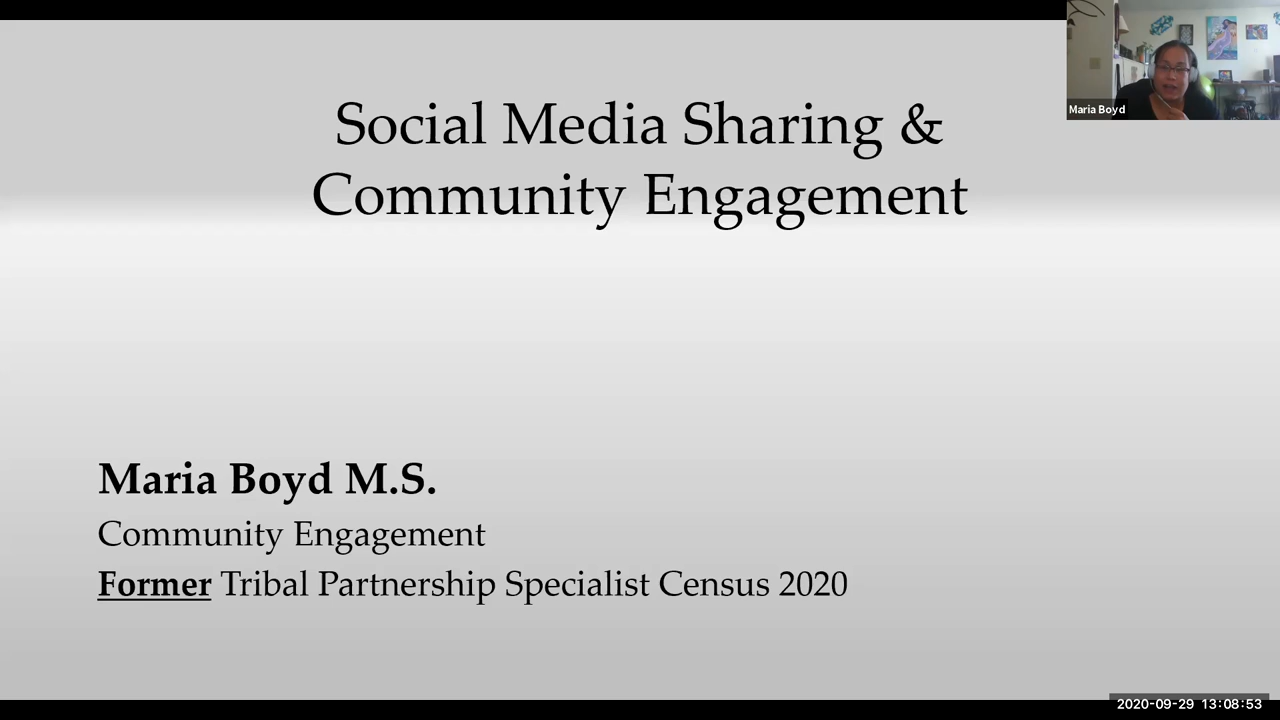 Social Media Sharing &
Community Engagement
Maria Boyd
Maria Boyd M.S.
Community Engagement
Former Tribal Partnership Specialist Census 2020
2020-09-29 13:08:53